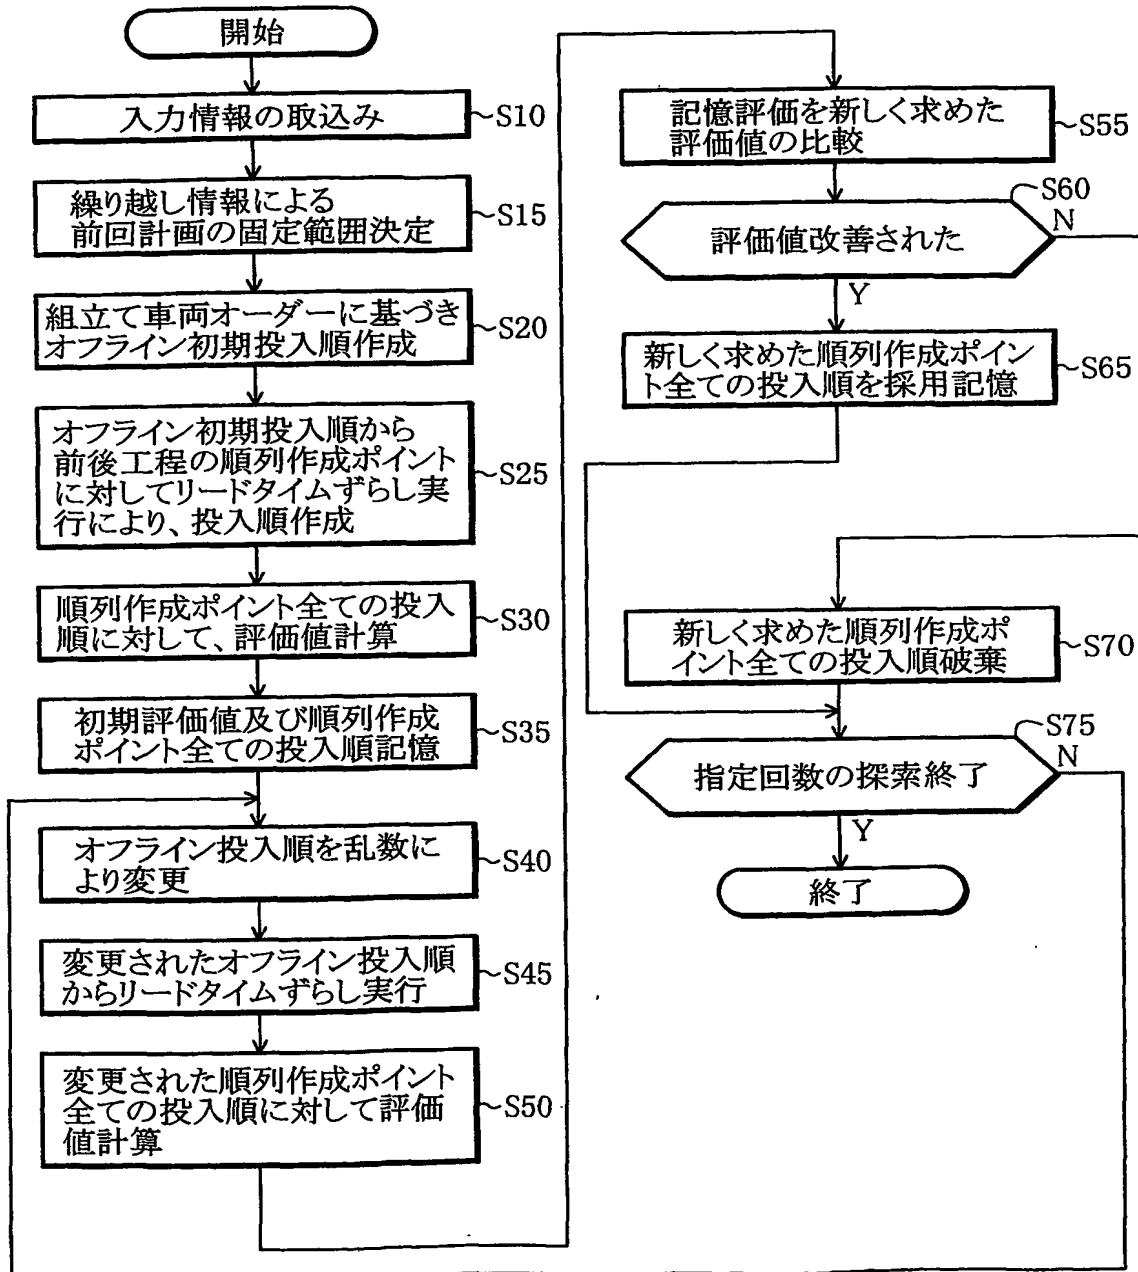 開始
入力情報の取込み
~S10
繰り越し情報による
前回計画の固定範囲決定
~S15
組立て車両オーダーに基づき
オフライン初期投入順作成
~S20
オフライン初期投入順から
前後工程の順列作成ポイント
に対してリードタイムずらし実
行により、投入順作成
~S25
順列作成ポイント全ての投入
順に対して、評価値計算
~S30
初期評価値及び順列作成
ポイント全ての投入順記憶
~S35
オフライン投入順を乱数に
より変更
~S40
変更されたオフライン投入順
からリードタイムずらし実行
~S45
変更された順列作成ポイント
全ての投入順に対して評価
値計算
~S50
記憶評価を新しく求めた
評価値の比較
~S55
S60
評価値改善された
N
Y
新しく求めた順列作成ポイン
ト全ての投入順を採用記憶
~S65
新しく求めた順列作成ポ
イント全ての投入順破棄
~S70
S75
指定回数の探索終了
N
Y
終了